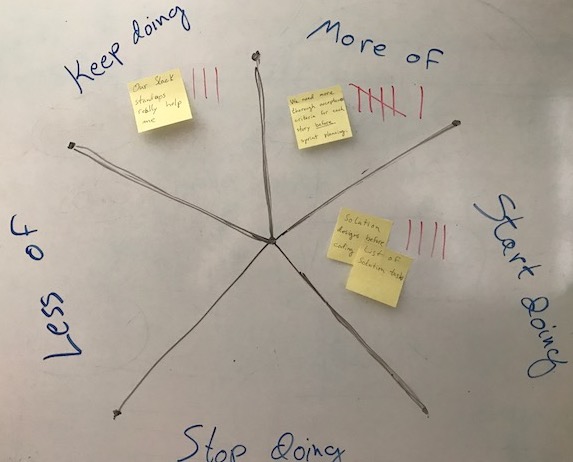 Keep doing
More of
Our Slack
standups
really help
me
We need more
thorough acceptance
criteria for each
story before
sprint planning.
Solution
designs before
coding
List of
Solution tasks
Start Doing
Less of
Stop Doing